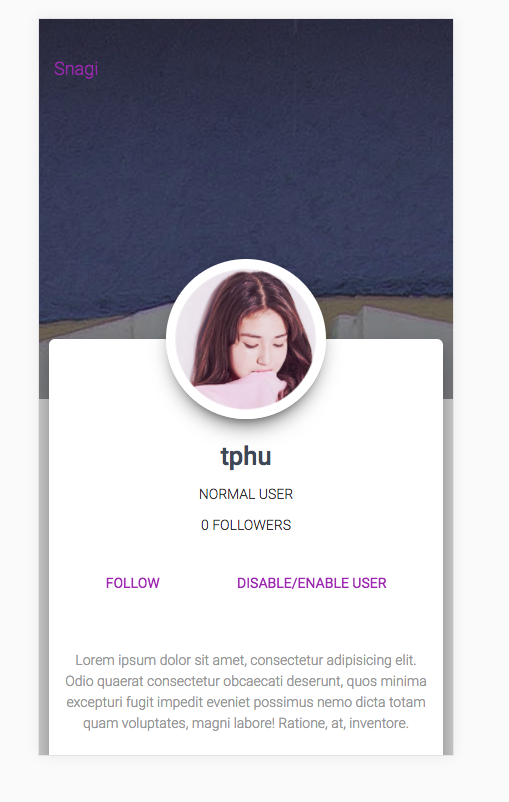 Snagi
tphu
NORMAL USER
0 FOLLOWERS
FOLLOW DISABLE/ENABLE USER
Lorem ipsum dolor sit amet, consectetur adipisicing elit.
Odio quaerat consectetur obcaecati deserunt, quos minima
excepturi fugit impedit eveniet possimus nemo dicta totam
quam voluptates, magni labore! Ratione, at, inventore.